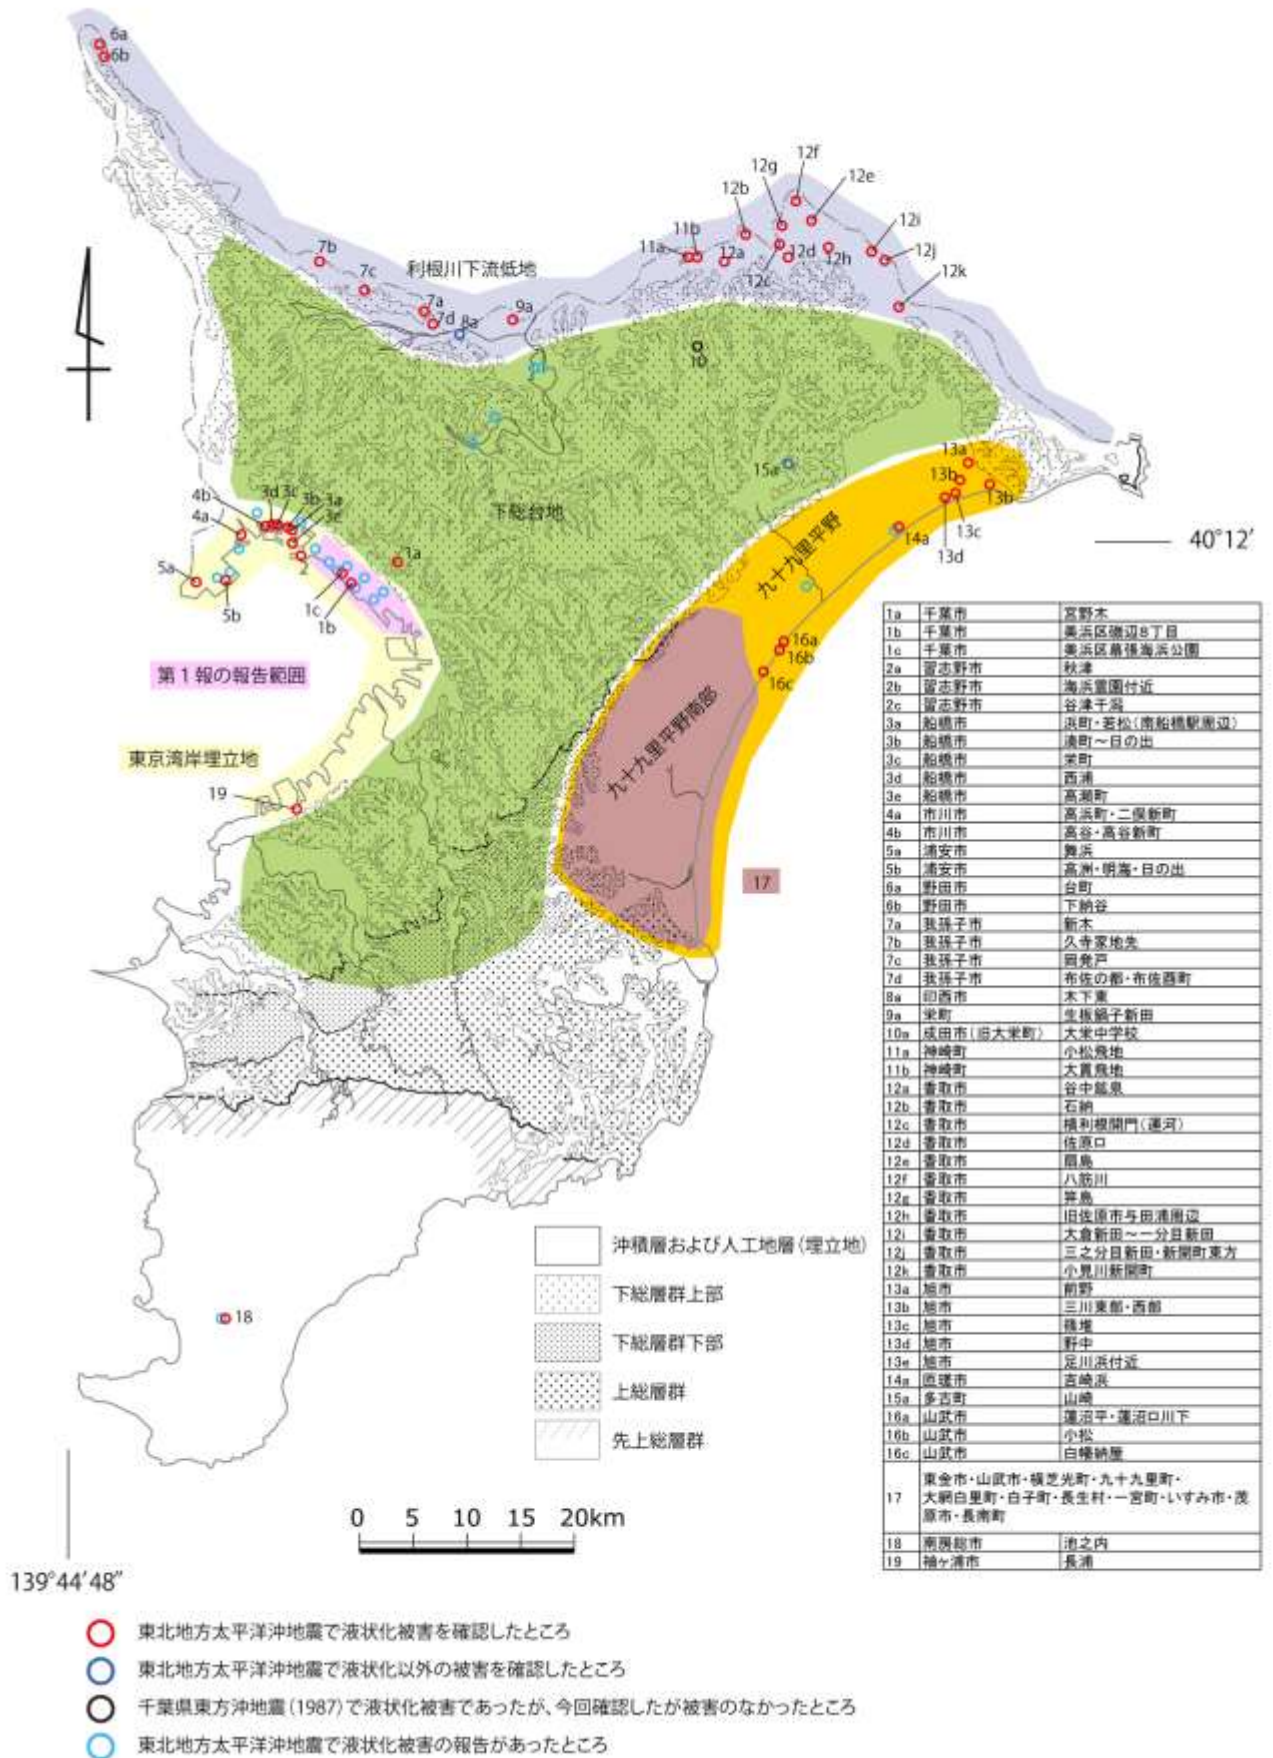 6a
6b
12f
12g
12e
12b
12i
7b
11b
11a
12j
12d
利根川下流低地
12a
12h
7c
12c
12k
7a
9a
7d
8a
10
13a
15a
13b
13b
4b
3d
3c
3b
3a
下総台地
13c
4a
3e
14a
九十九里平野
40°12′
13d
1a
5a
5b
1c
1b
16a
16b
第1報の報告範囲
16c
九十九里平野南部
東京湾岸埋立地
19
17
1a 千葉市 宮野木
1b 千葉市 美浜区磯辺8丁目
1c 千葉市 美浜区幕張海浜公園
2a 習志野市 秋津
2b 習志野市 海浜霊園付近
2c 習志野市 谷津干潟
3a 船橋市 浜町・若松(南船橋駅周辺)
3b 船橋市 湊町～日の出
3c 船橋市 栄町
3d 船橋市 西浦
3e 船橋市 高瀬町
4a 市川市 高浜町・二俣新町
4b 市川市 高谷・高谷新町
5a 浦安市 舞浜
5b 浦安市 高洲・明海・日の出
6a 野田市 台町
6b 野田市 下納谷
7a 我孫子市 新木
7b 我孫子市 久寺家地先
7c 我孫子市 岡発戸
7d 我孫子市 布佐の都・布佐酉町
8a 印西市 木下東
9a 栄町 生板鍋子新田
10a 成田市(旧大栄町) 大栄中学校
11a 神崎町 小松飛地
11b 神崎町 大貫飛地
12a 香取市 谷中鉱泉
12b 香取市 石納
12c 香取市 横利根閘門(運河)
12d 香取市 佐原口
12e 香取市 扇島
12f 香取市 八筋川
12g 香取市 笄島
12h 香取市 旧佐原市与田浦周辺
12i 香取市 大倉新田～一分目新田
12j 香取市 三之分目新田・新開町東方
12k 香取市 小見川新開町
13a 旭市 前野
13b 旭市 三川東部・西部
13c 旭市
13d 旭市 野中
13e 旭市 足川浜付近
14a 匝瑳市 吉崎浜
15a 多古町 山崎
16a 山武市 蓮沼平・蓮沼ロ川下
16b 山武市 小松
16c 山武市 白幡納屋
17 東金市・山武市・横芝光町・九十九里町・
大網白里町・白子町・長生村・一宮町・いすみ市・茂
原市・長南町
18 南房総市 池之内
19 袖ヶ浦市 長浦
沖積層および人工地層(埋立地)
下総層群上部
下総層群下部
上総層群
先上総層群
18
0 5 10 15 20km
139°44′48″
東北地方太平洋沖地震で液状化被害を確認したところ
東北地方太平洋沖地震で液状化以外の被害を確認したところ
千葉県東方沖地震(1987)で液状化被害であったが、今回確認したが被害のなかったところ
東北地方太平洋沖地震で液状化被害の報告があったところ